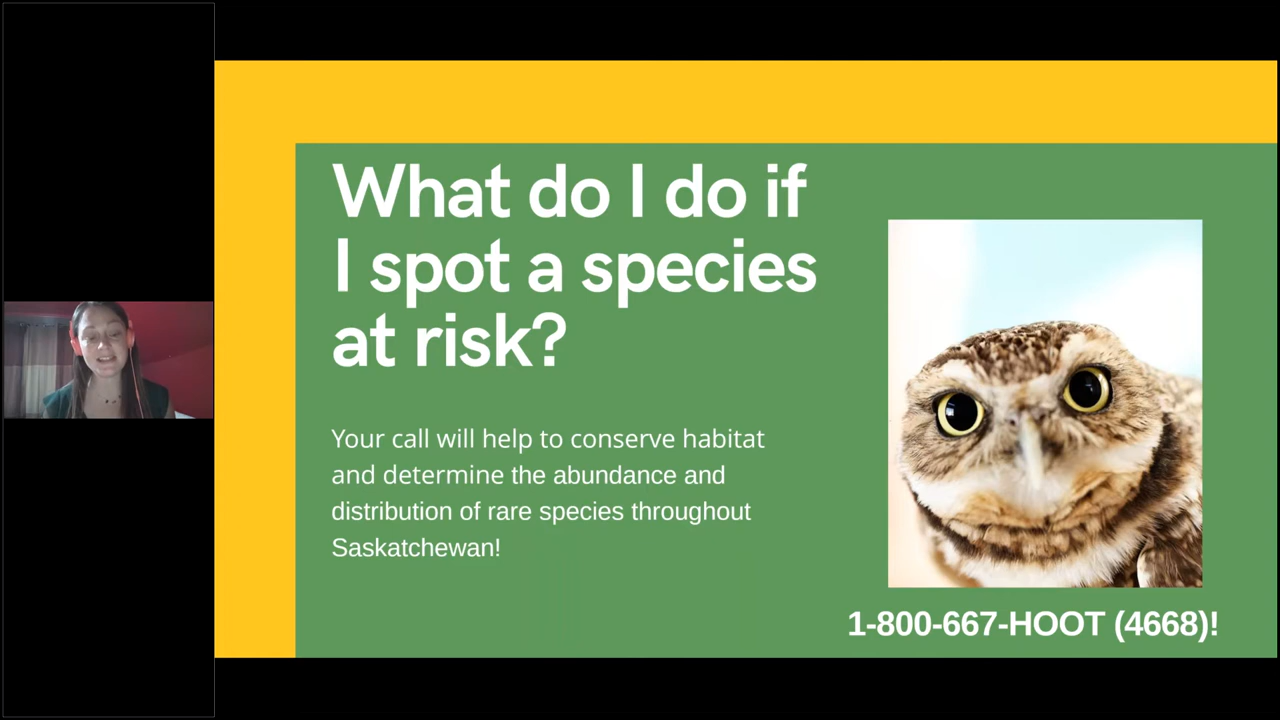 What do I do if
I spot a species
at risk?
Your call will help to conserve habitat
and determine the abundance and
distribution of rare species throughout
Saskatchewan!
1-800-667-HOOT (4668)!